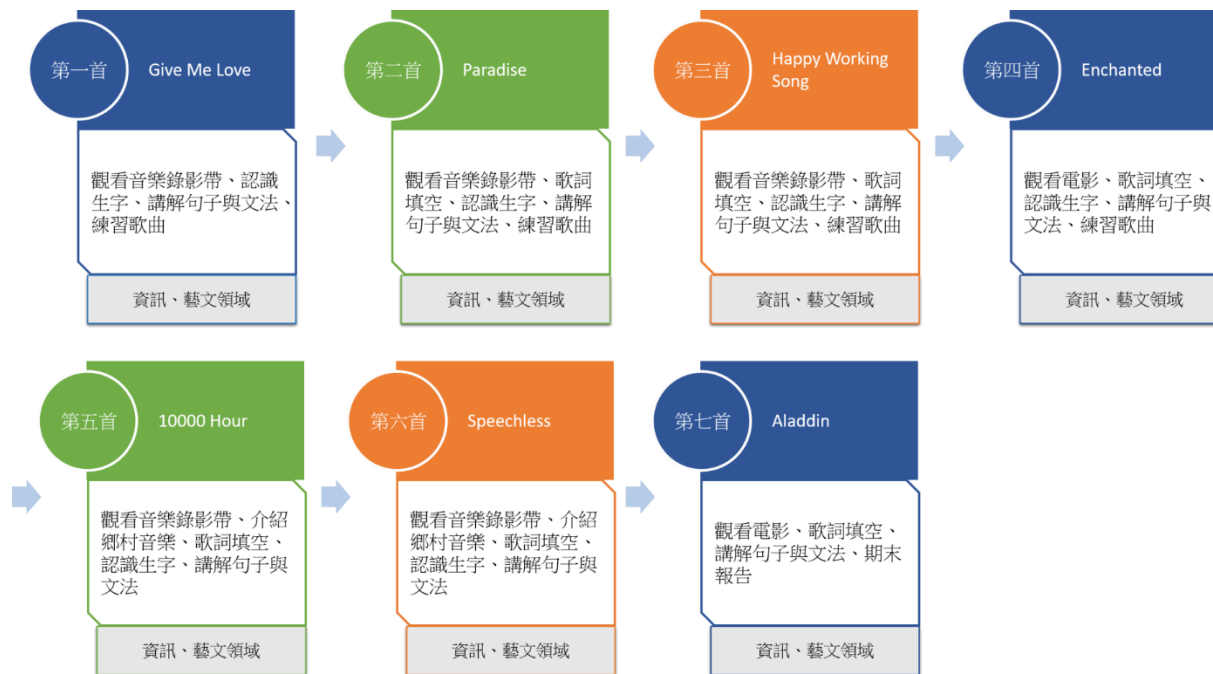 第一首
Give Me Love
觀看音樂錄影帶、認識
生字、講解句子與文法、
練習歌曲
資訊、藝文領域
第二首
Paradise
觀看音樂錄影帶、歌詞
填空、認識生字、講解
句子與文法、練習歌曲
資訊、藝文領域
第三首
Happy Working
Song
觀看音樂錄影帶、歌詞
填空、認識生字、講解
句子與文法、練習歌曲
資訊、藝文領域
第四首
Enchanted
觀看電影、歌詞填空、
認識生字、講解句子與
文法、練習歌曲
資訊、藝文領域
第五首
10000 Hour
觀看音樂錄影帶、介紹
鄉村音樂、歌詞填空、
認識生字、講解句子與
文法
資訊、藝文領域
第六首
Speechless
觀看音樂錄影帶、介紹
鄉村音樂、歌詞填空、
認識生字、講解句子與
文法
資訊、藝文領域
第七首
Aladdin
觀看電影、歌詞填空、
講解句子與文法、期末
報告
資訊、藝文領域